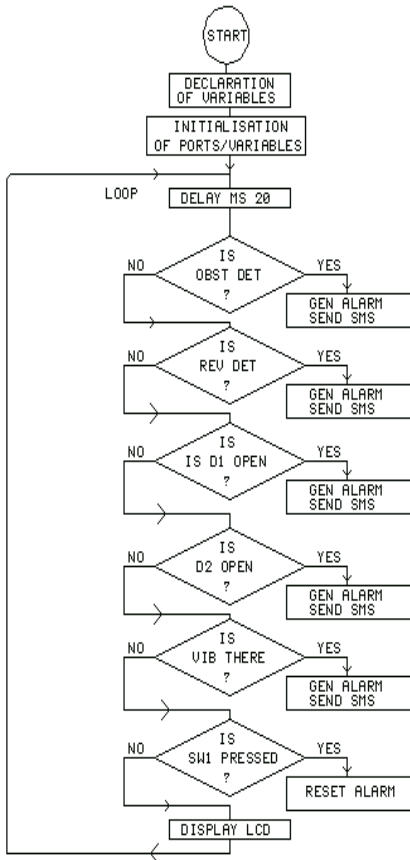 START
DECLARATION
OF VARIABLES
INITIALISATION
OF PORTS/VARIABLES
LOOP
DELAY MS 20
IS
OBST DET
?
NO
YES
GEN ALARM
SEND SMS
IS
REV DET
?
NO
YES
GEN ALARM
SEND SMS
IS
IS D1 OPEN
?
NO
YES
GEN ALARM
SEND SMS
IS
D2 OPEN
?
NO
YES
GEN ALARM
SEND SMS
IS
VIB THERE
?
NO
YES
GEN ALARM
SEND SMS
IS
SW1 PRESSED
?
NO
YES
RESET ALARM
DISPLAY LCD